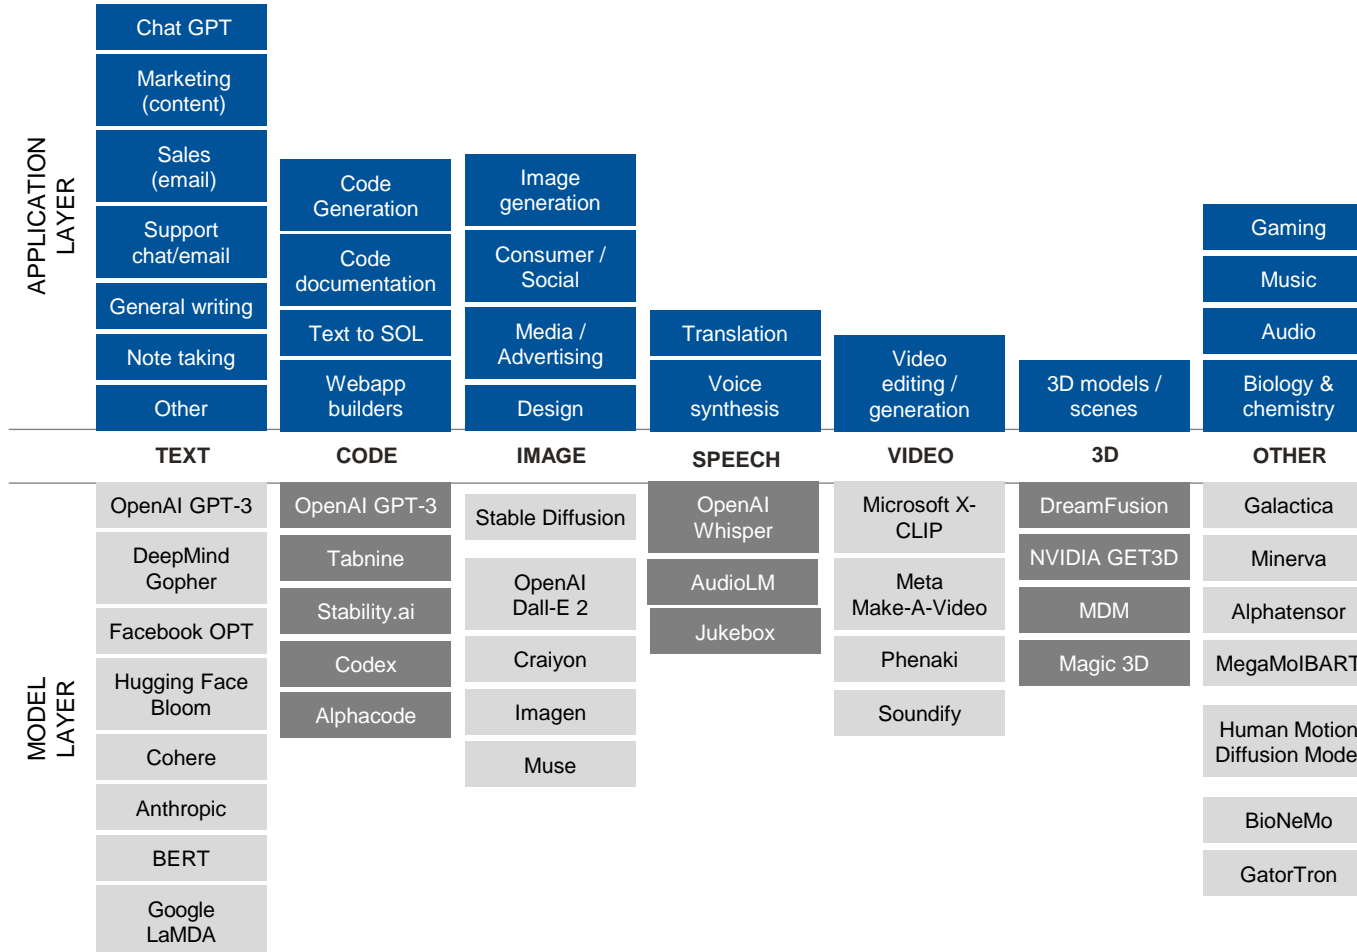 APPLICATION
LAYER
Chat GPT
Marketing
(content)
Sales
(email)
Support
chat/email
General writing
Note taking
Other
Code
Generation
Code
documentation
Text to SOL
Webapp
builders
Image
generation
Consumer /
Social
Media /
Advertising
Design
Translation
Voice
synthesis
Video
editing /
generation
3D models /
scenes
Gaming
Music
Audio
Biology &
chemistry
TEXT
CODE
IMAGE
SPEECH
VIDEO
3D
OTHER
MODEL
LAYER
OpenAI GPT-3
DeepMind
Gopher
Facebook OPT
Hugging Face
Bloom
Cohere
Anthropic
BERT
Google
LaMDA
OpenAI GPT-3
Tabnine
Stability.ai
Codex
Alphacode
Stable Diffusion
OpenAI
Dall-E 2
Craiyon
Imagen
Muse
OpenAI
Whisper
AudioLM
Jukebox
Microsoft X-
CLIP
Meta
Make-A-Video
Phenaki
Soundify
DreamFusion
NVIDIA GET3D
MDM
Magic 3D
Galactica
Minerva
Alphatensor
MegaMolBART
Human Motion
Diffusion Mode
BioNeMo
GatorTron